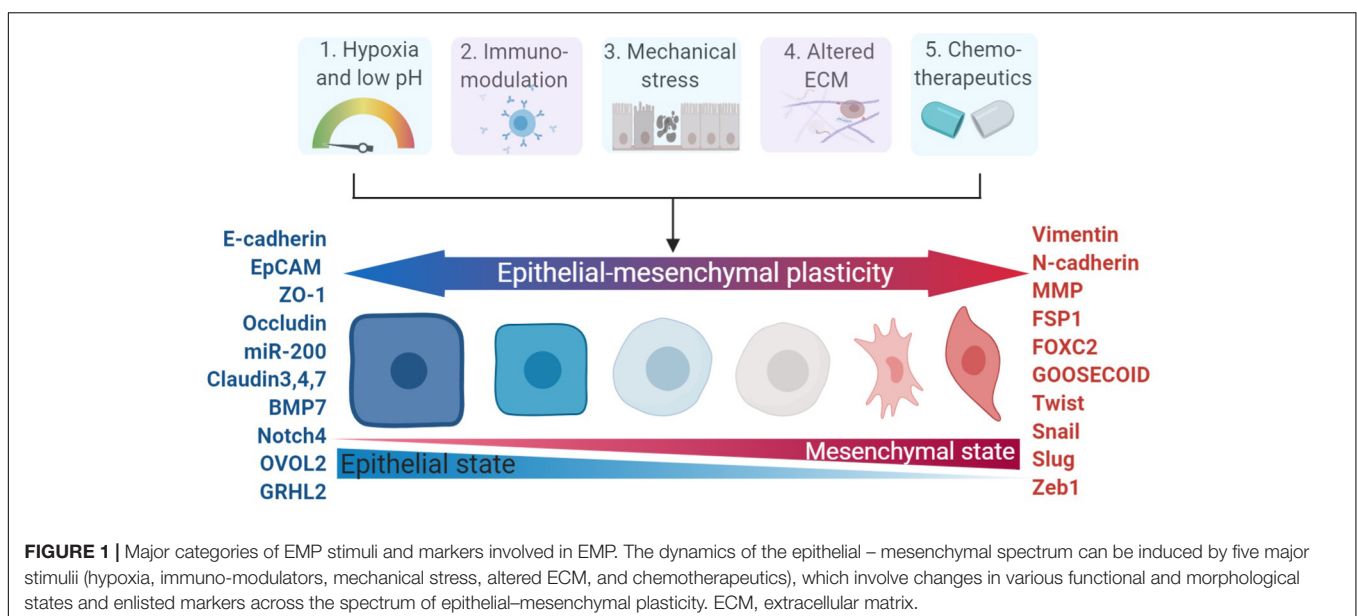 1. Hypoxia
and low pH
2. Immuno-
modulation
3. Mechanical
stress
4. Altered
ECM
5. Chemo-
therapeutics
E-cadherin
EpCAM
ZO-1
Occludin
miR-200
Claudin3,4,7
BMP7
Notch4
OVOL2
GRHL2
Epithelial-mesenchymal plasticity
Mesenchymal state
Epithelial state
Vimentin
N-cadherin
MMP
FSP1
FOXC2
GOOSECOID
Twist
Snail
Slug
Zeb1
FIGURE 1 | Major categories of EMP stimuli and markers involved in EMP. The dynamics of the epithelial – mesenchymal spectrum can be induced by five major
stimulii (hypoxia, immuno-modulators, mechanical stress, altered ECM, and chemotherapeutics), which involve changes in various functional and morphological
states and enlisted markers across the spectrum of epithelial–mesenchymal plasticity. ECM, extracellular matrix.